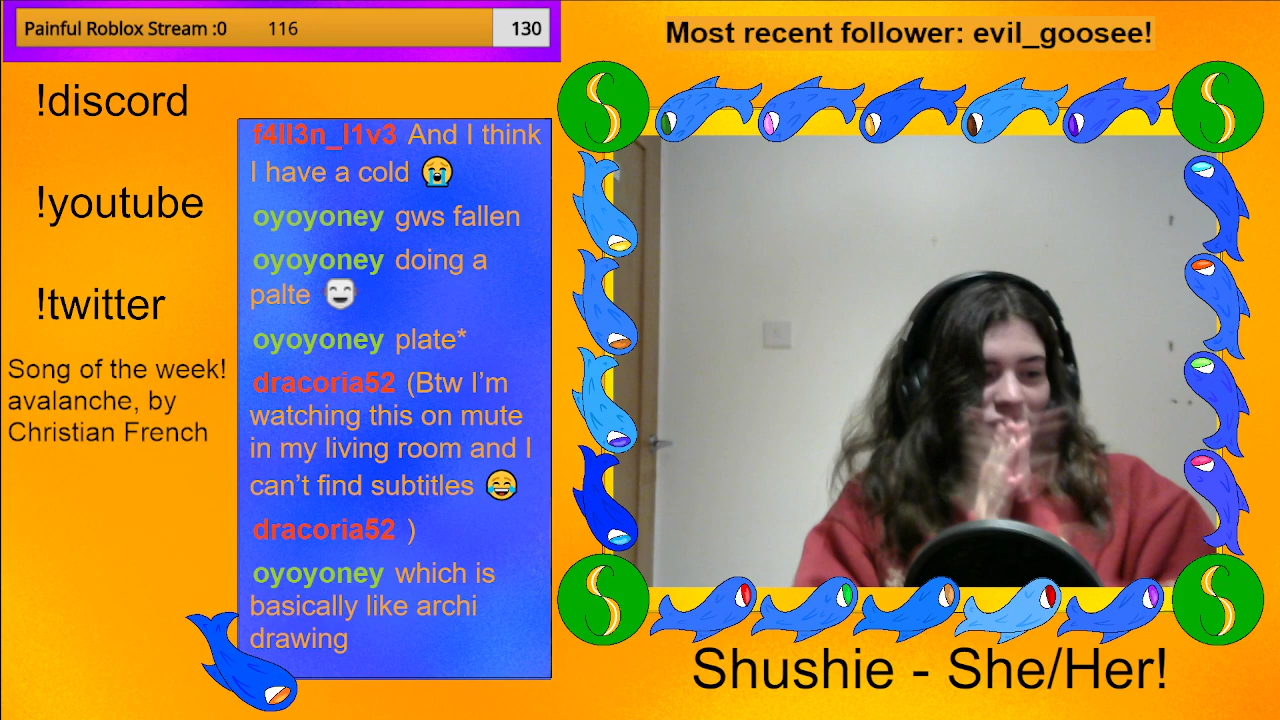 Painful Roblox Stream :0 116 130
Most recent follower: evil_goosee!
!discord
!youtube
!twitter
Song of the week!
avalanche, by
Christian French
f4ll3n_l1v3 And I think
I have a cold 😭
oyoyoney gws fallen
oyoyoney doing a
palte
oyoyoney plate*
dracoria52 (Btw I'm
watching this on mute
in my living room and I
can't find subtitles 😂
dracoria52 )
oyoyoney which is
basically like archi
drawing
S
S
S
S
Shushie - She/Her!